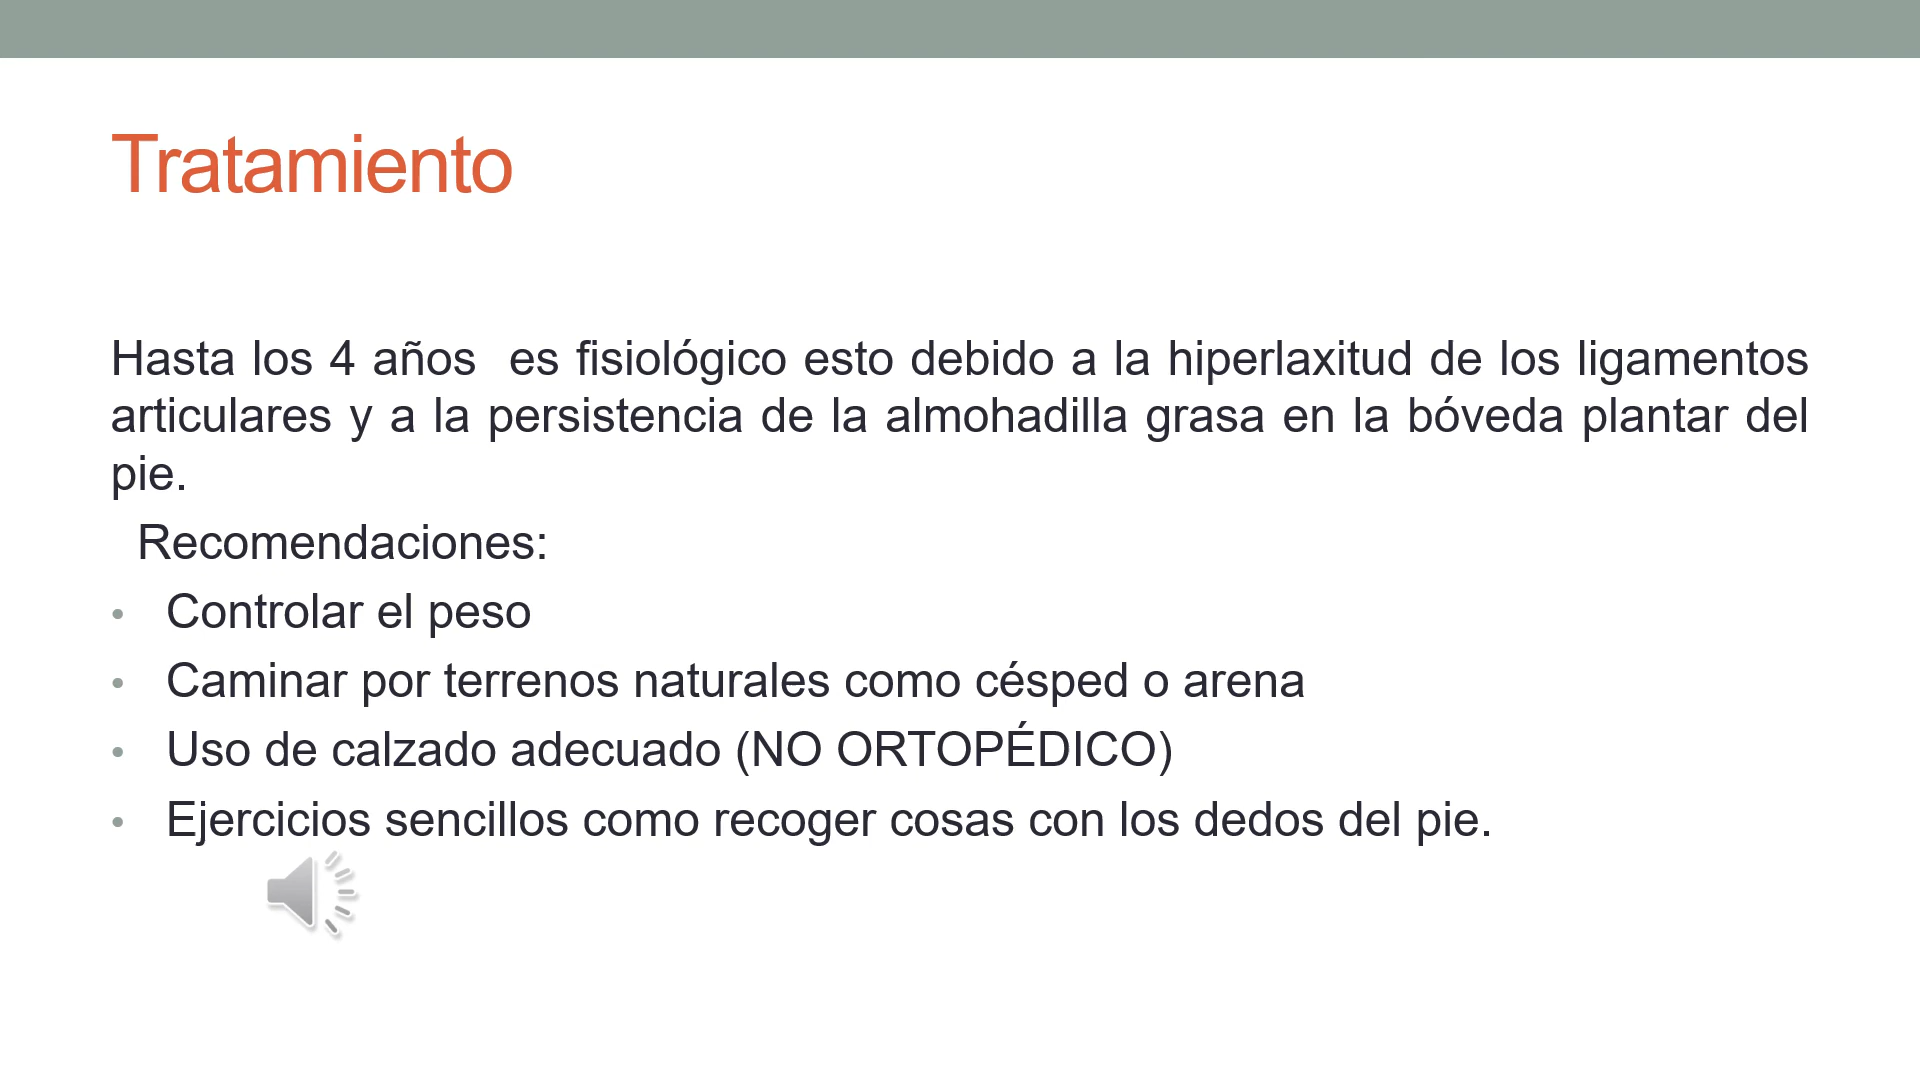 Tratamiento
Hasta los 4 años  es fisiológico esto debido a la hiperlaxitud de los ligamentos
articulares y a la persistencia de la almohadilla grasa en la bóveda plantar del
pie.
Recomendaciones:
• Controlar el peso
• Caminar por terrenos naturales como césped o arena
• Uso de calzado adecuado (NO ORTOPÉDICO)
• Ejercicios sencillos como recoger cosas con los dedos del pie.